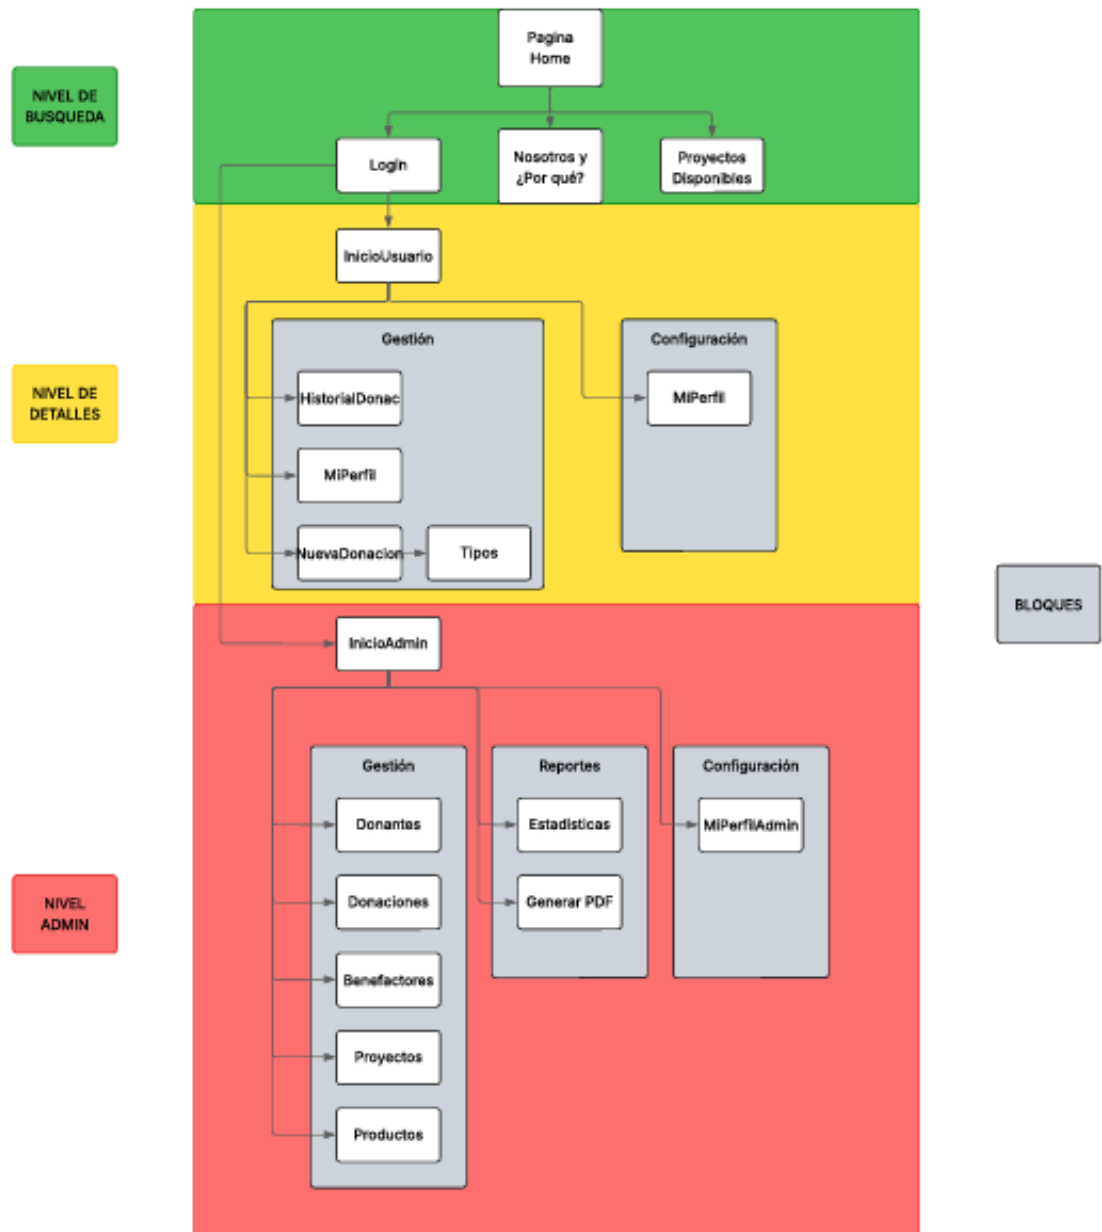 Pagina
Home
NIVEL DE
BUSQUEDA
Login
Nosotros y
¿Por qué?
Proyectos
Disponibles
InicioUsuario
Gestión
Configuración
NIVEL DE
DETALLES
HistorialDonac
MiPerfil
MiPerfil
NuevaDonacion
Tipos
BLOQUES
InicioAdmin
Gestión
Reportes
Configuración
Donantes
Estadisticas
MiPerfilAdmin
NIVEL
ADMIN
Donaciones
Generar PDF
Benefactores
Proyectos
Productos